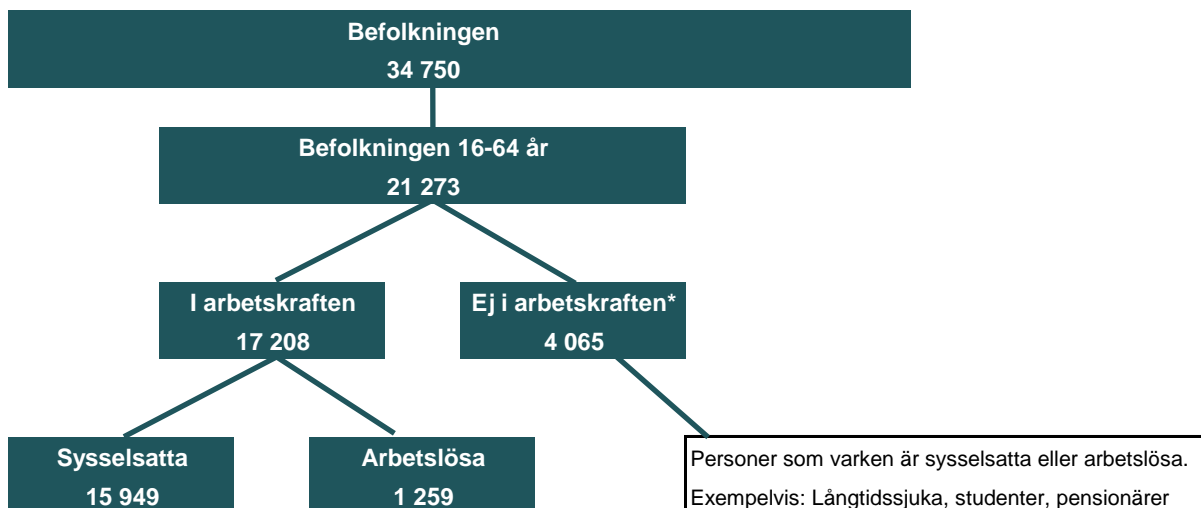 Befolkningen
34 750
Befolkningen 16-64 år
21 273
I arbetskraften
17 208
Ej i arbetskraften*
4 065
Sysselsatta
15 949
Arbetslösa
1 259
Personer som varken är sysselsatta eller arbetslösa.
Exempelvis: Långtidssjuka, studenter, pensionärer